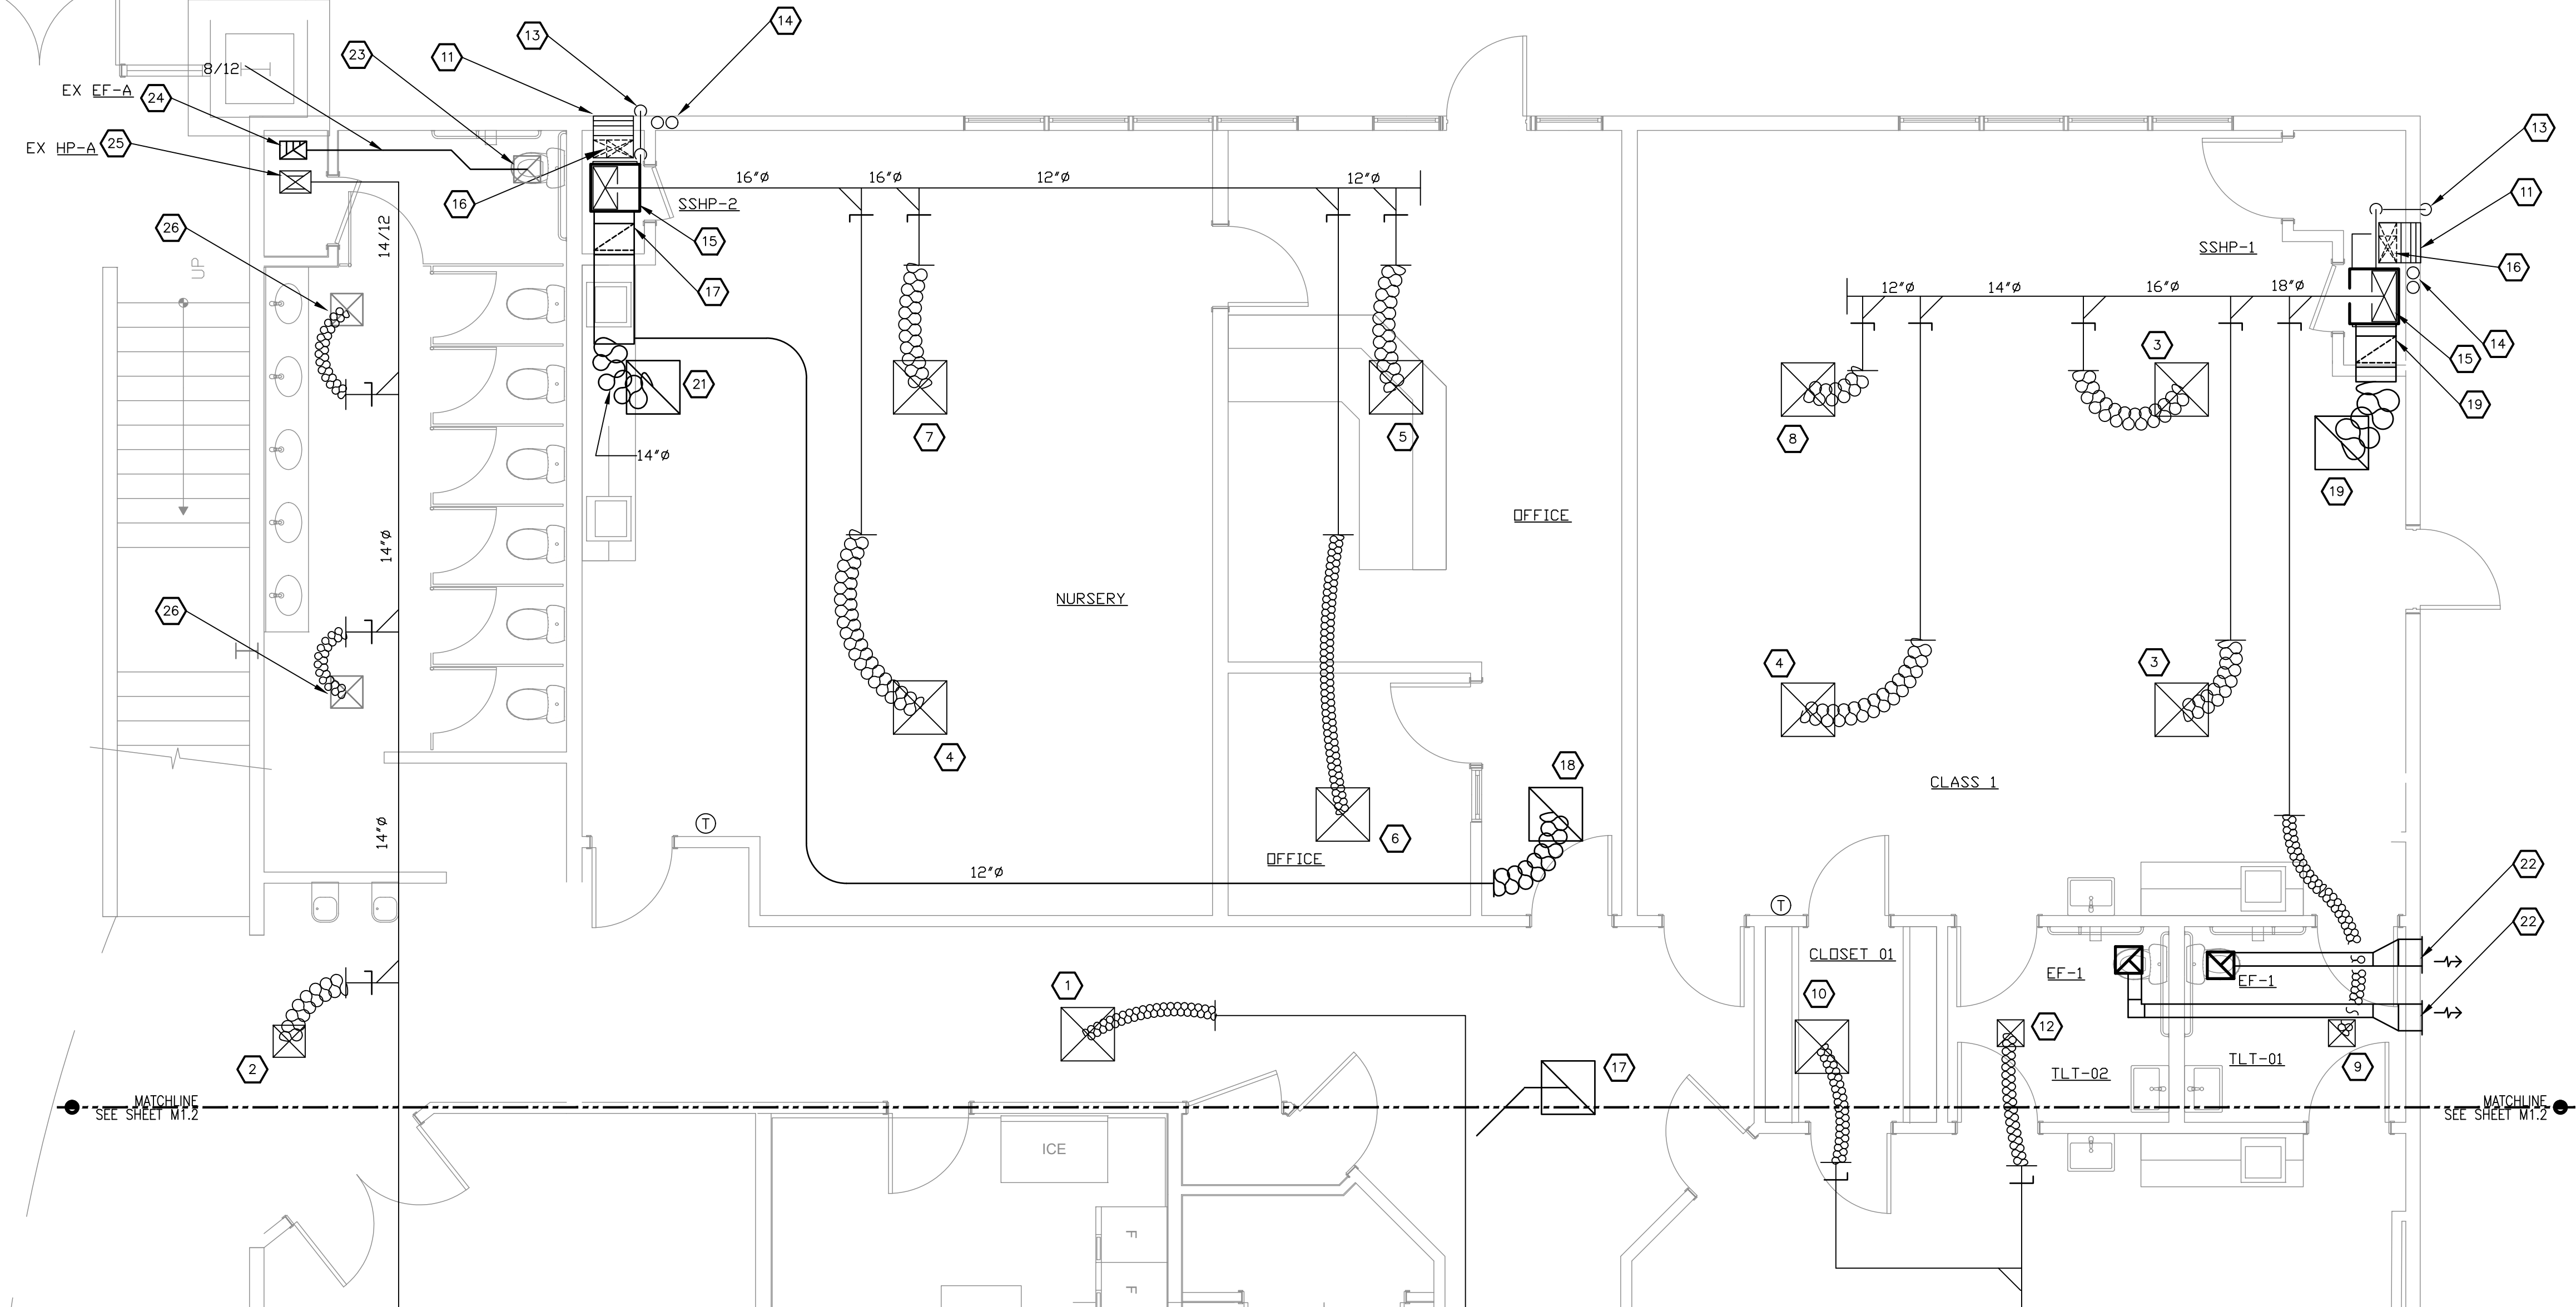 14
13
23
11
8/12
EX EF-A
24
EX HP-A
25
13
16"Ø
16"Ø
12"Ø
12"Ø
16
SSHP-2
11
26
14/12
15
SSHP-1
16
UP
17
12"Ø
14"Ø
16"Ø
18"Ø
3
14
15
21
19
7
5
8
14"Ø
19
OFFICE
14"Ø
NURSERY
26
4
3
4
18
CLASS 1
T
14"Ø
6
OFFICE
12"Ø
22
T
22
CLOSET 01
EF-1
EF-1
1
10
12
2
17
TLT-02
TLT-01
9
MATCHLINE
SEE SHEET M1.2
MATCHLINE
SEE SHEET M1.2
ICE
F
F